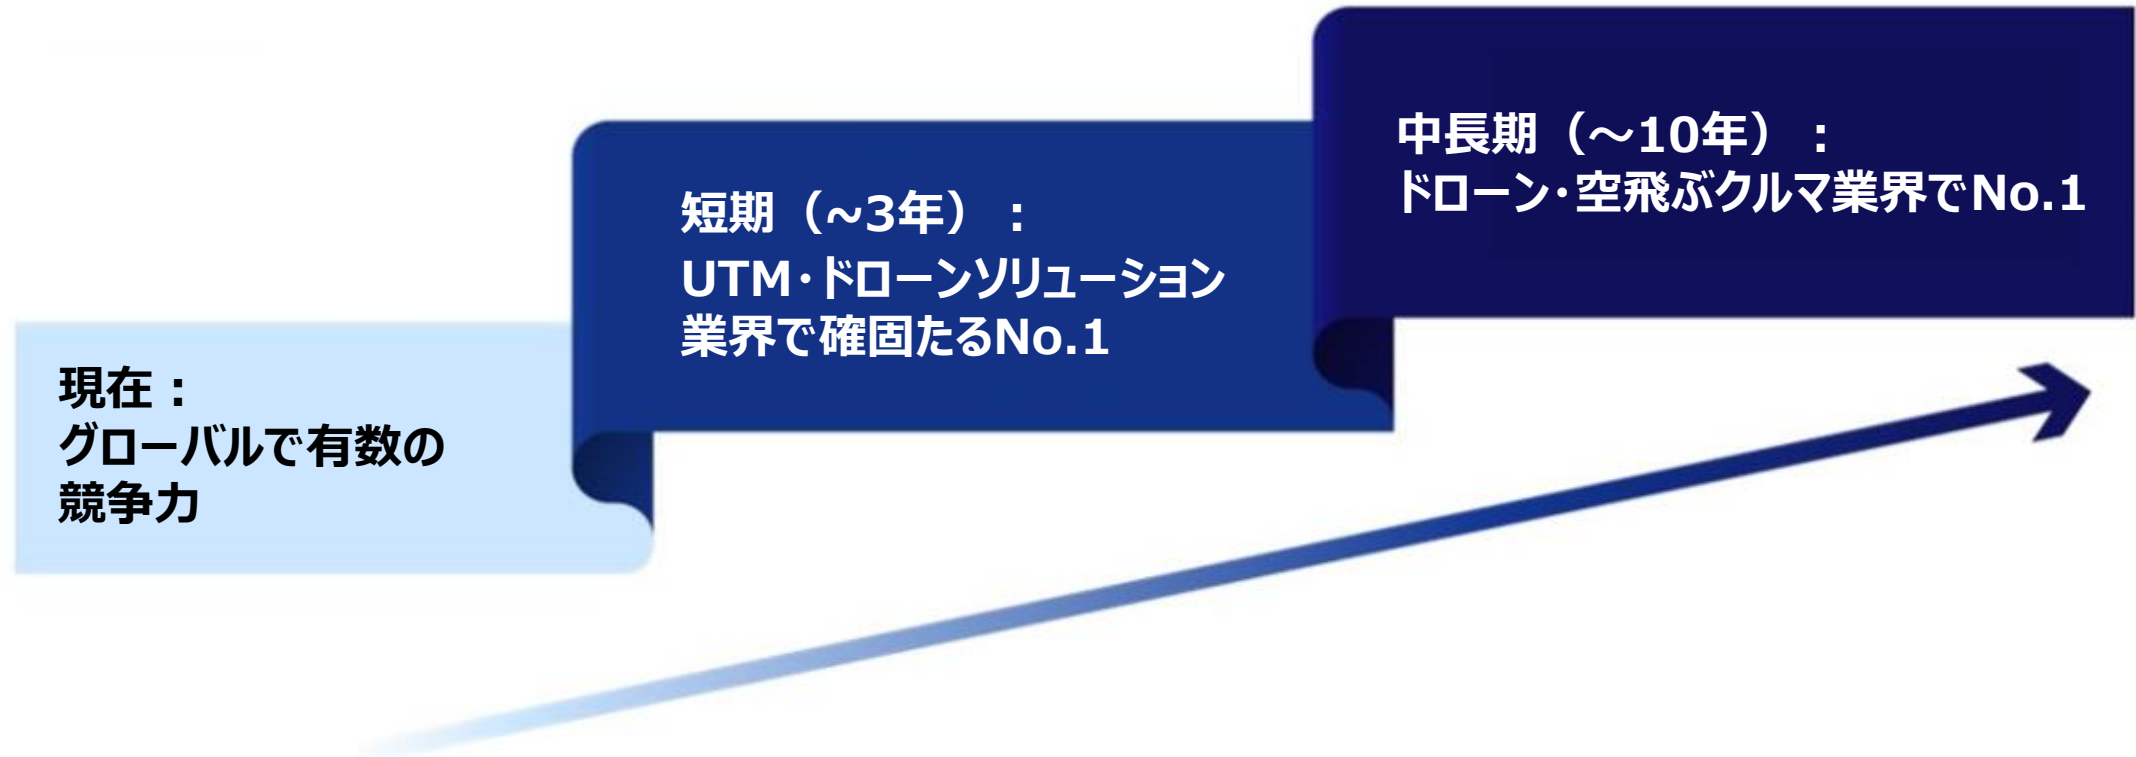 現在：
グローバルで有数の
競争力
短期（~3年）：
UTM・ドローンソリューション
業界で確固たるNo.1
中長期（～10年）：
ドローン・空飛ぶクルマ業界でNo.1